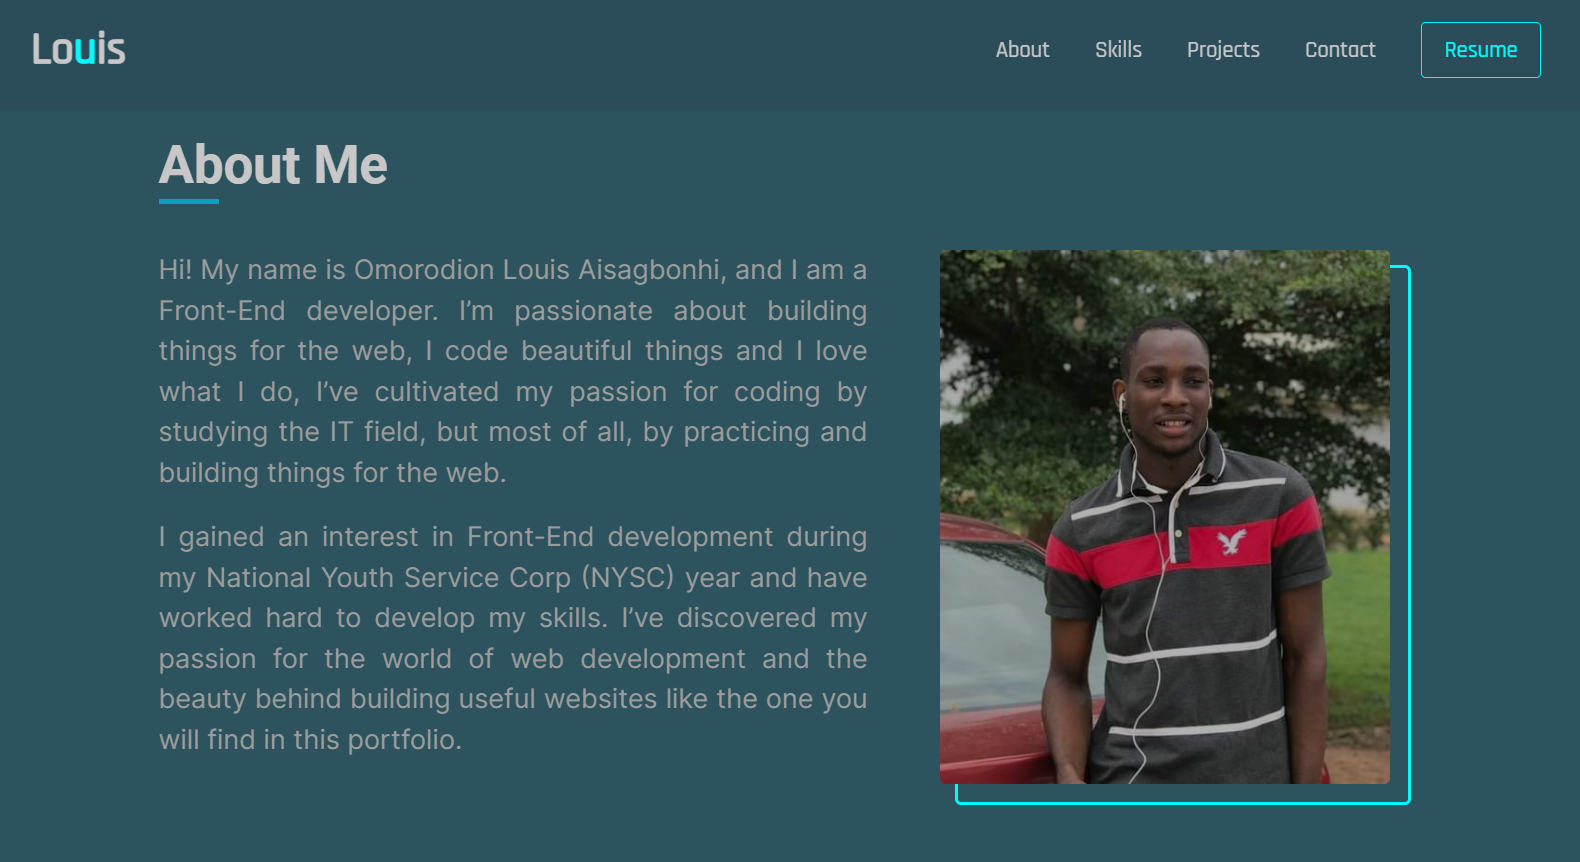 Louis
About
Skills
Projects
Contact
Resume
About Me
Hi! My name is Omorodion Louis Aisagbonhi, and I am a
Front-End developer. I’m passionate about building
things for the web, I code beautiful things and I love
what I do, I’ve cultivated my passion for coding by
studying the IT field, but most of all, by practicing and
building things for the web.
I gained an interest in Front-End development during
my National Youth Service Corp (NYSC) year and have
worked hard to develop my skills. I’ve discovered my
passion for the world of web development and the
beauty behind building useful websites like the one you
will find in this portfolio.